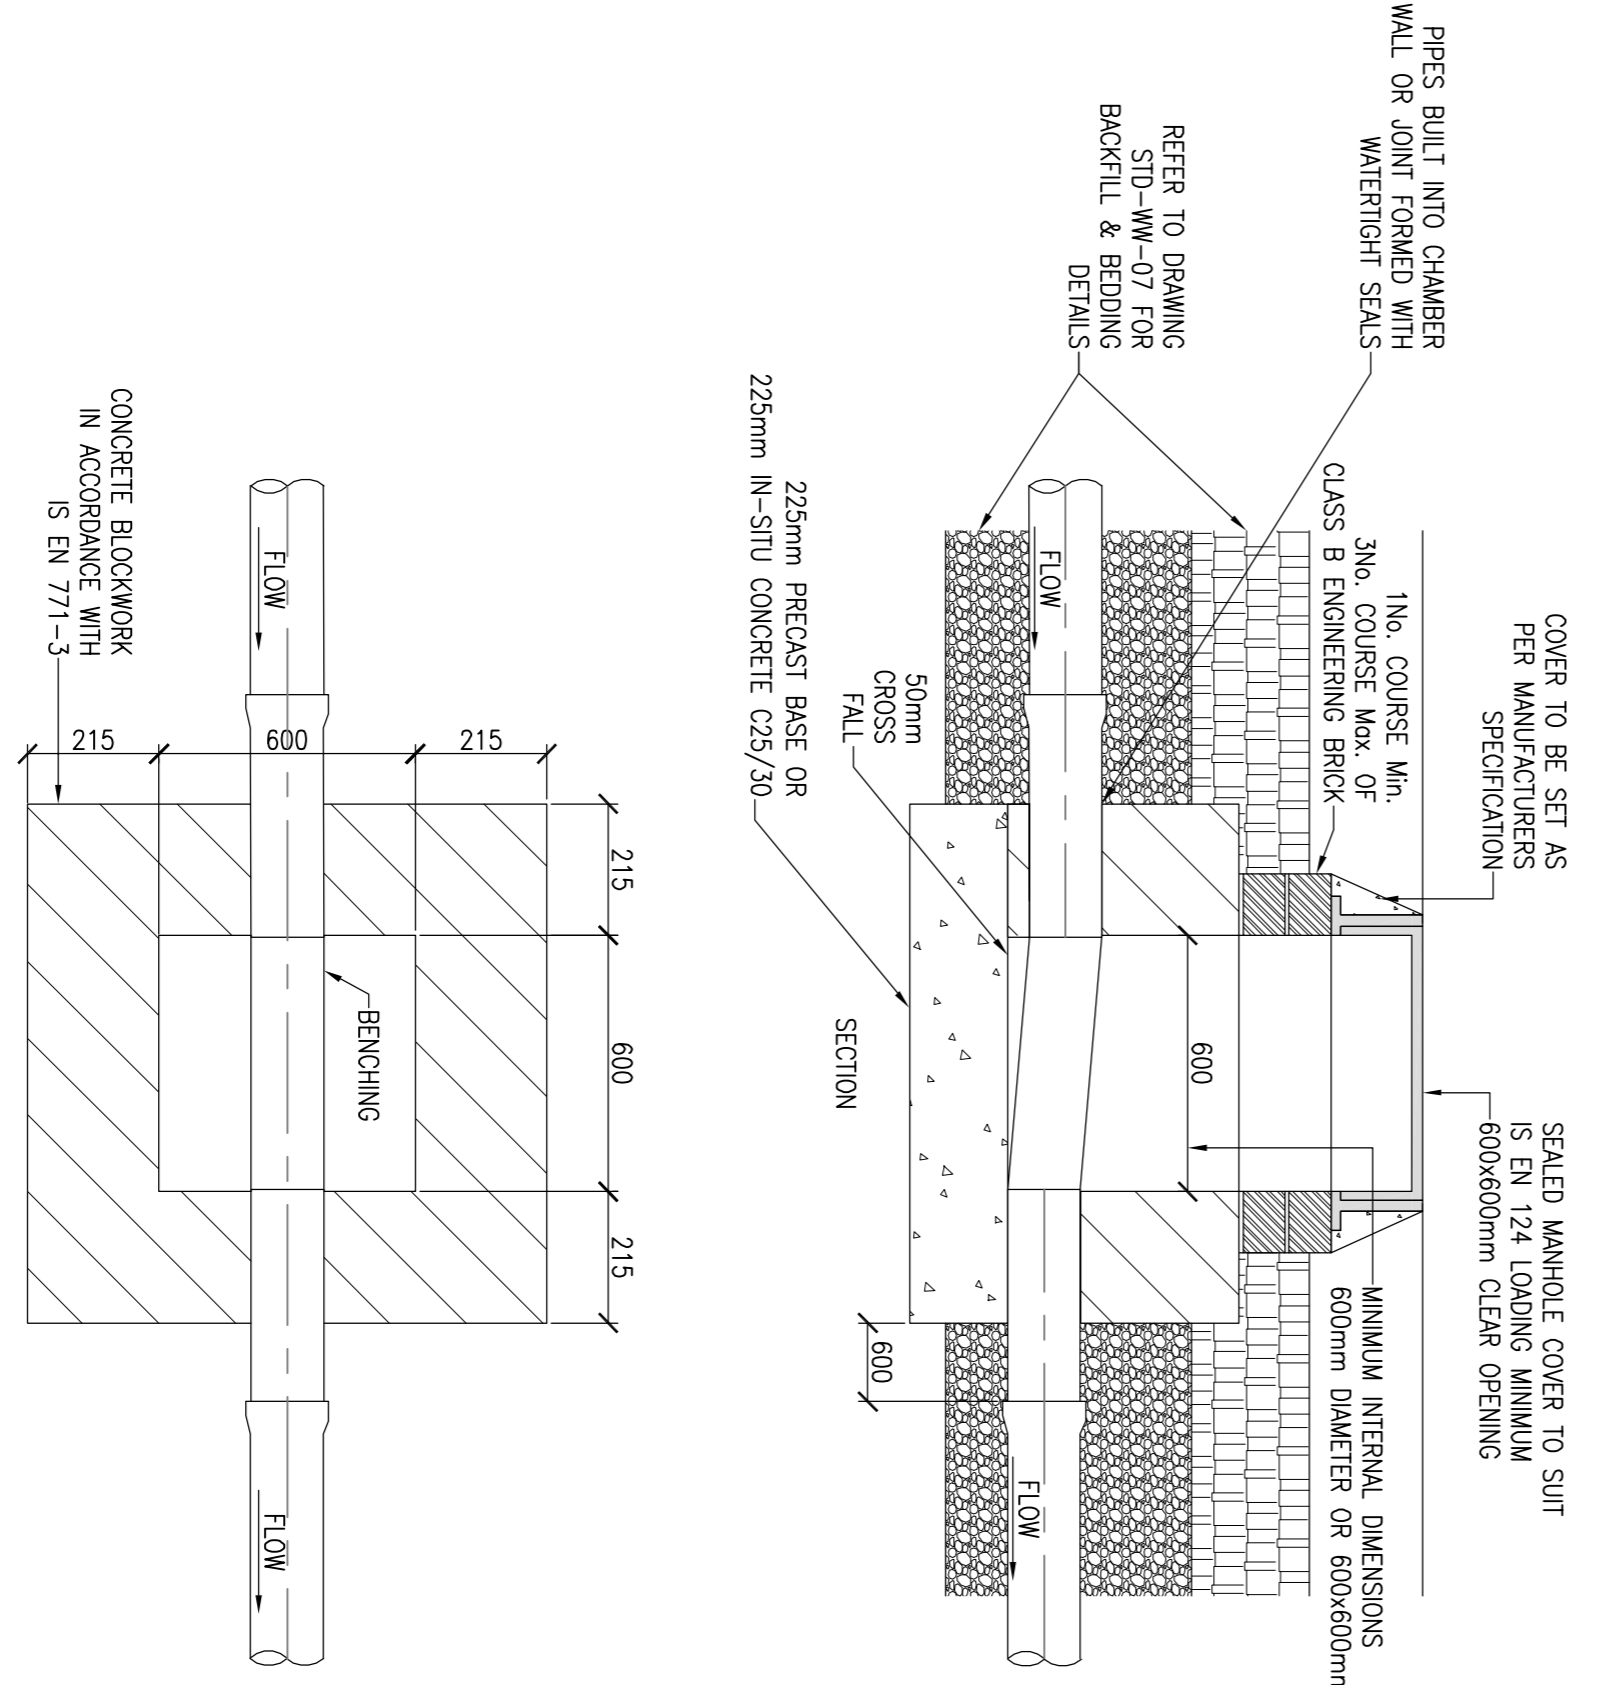 COVER TO BE SET AS
PER MANUFACTURERS
SPECIFICATION
SEALED MANHOLE COVER TO SUIT
IS EN 124 LOADING MINIMUM
600x600mm CLEAR OPENING
PIPES BUILT INTO CHAMBER
WALL OR JOINT FORMED WITH
WATERTIGHT SEALS
1No. COURSE Min.
3No. COURSE Max. OF
CLASS B ENGINEERING BRICK
MINIMUM INTERNAL DIMENSIONS
600mm DIAMETER OR 600x600mm
600
REFER TO DRAWING
STD-WW-07 FOR
BACKFILL & BEDDING
DETAILS
FLOW
FLOW
50mm
CROSS
FALL
600
225mm PRECAST BASE OR
225mm IN-SITU CONCRETE C25/30
SECTION
215
600
215
215
600
215
BENCHING
FLOW
FLOW
CONCRETE BLOCKWORK
IN ACCORDANCE WITH
IS EN 771-3